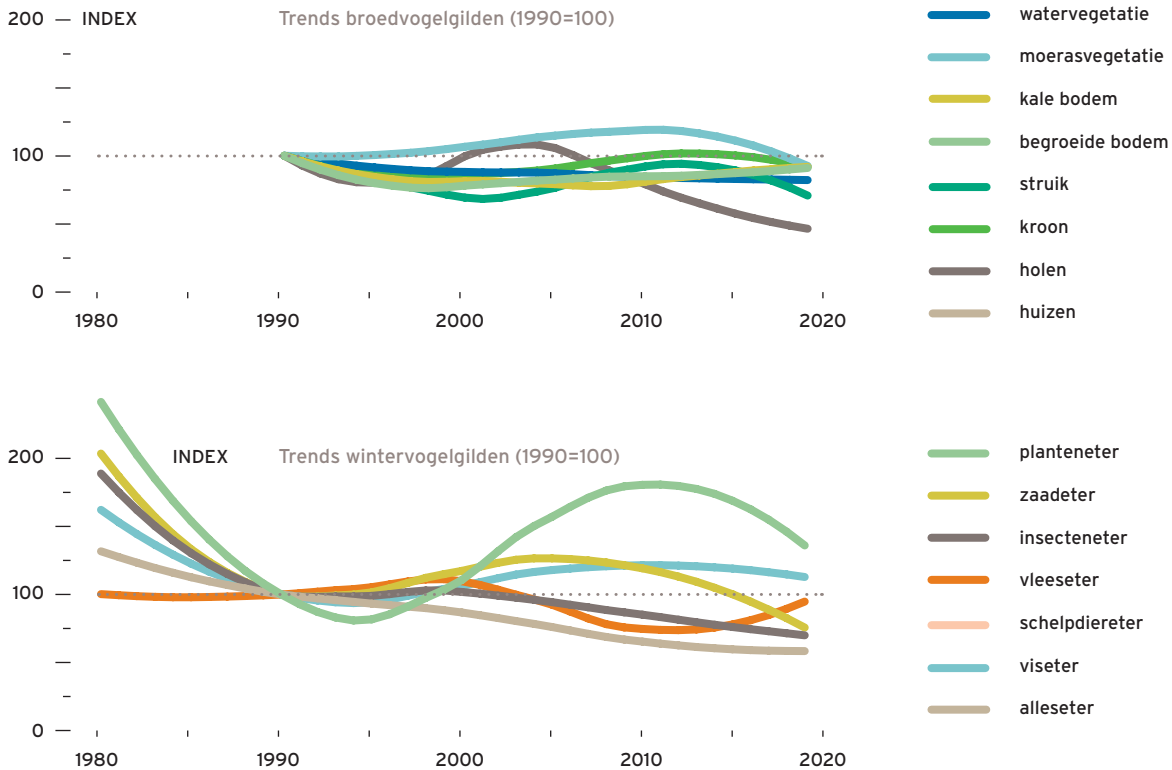 200 INDEX Trends broedvogelgilden (1990=100)
100
0
1980 1990 2000 2010 2020
watervegetatie
moerasvegetatie
kale bodem
begroeide bodem
struik
kroon
holen
huizen
INDEX Trends wintervogelgilden (1990=100)
200
100
0
1980 1990 2000 2010 2020
planteneter
zaadeter
insecteneter
vleeseter
schelpdiereter
viseter
alleseter